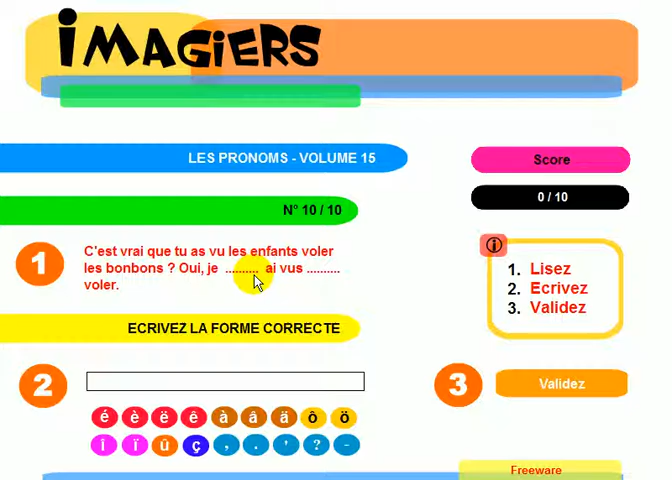 iMAGiERS
LES PRONOMS - VOLUME 15
Score
0 / 10
N° 10 / 10
1
C'est vrai que tu as vu les enfants voler
les bonbons ? Oui, je .......... ai vus ..........
voler.
i
1. Lisez
2. Ecrivez
3. Validez
ECRIVEZ LA FORME CORRECTE
2
3
Validez
é è ë ê à â ä ô ö
î ï û ç , . ' ? -
Freeware